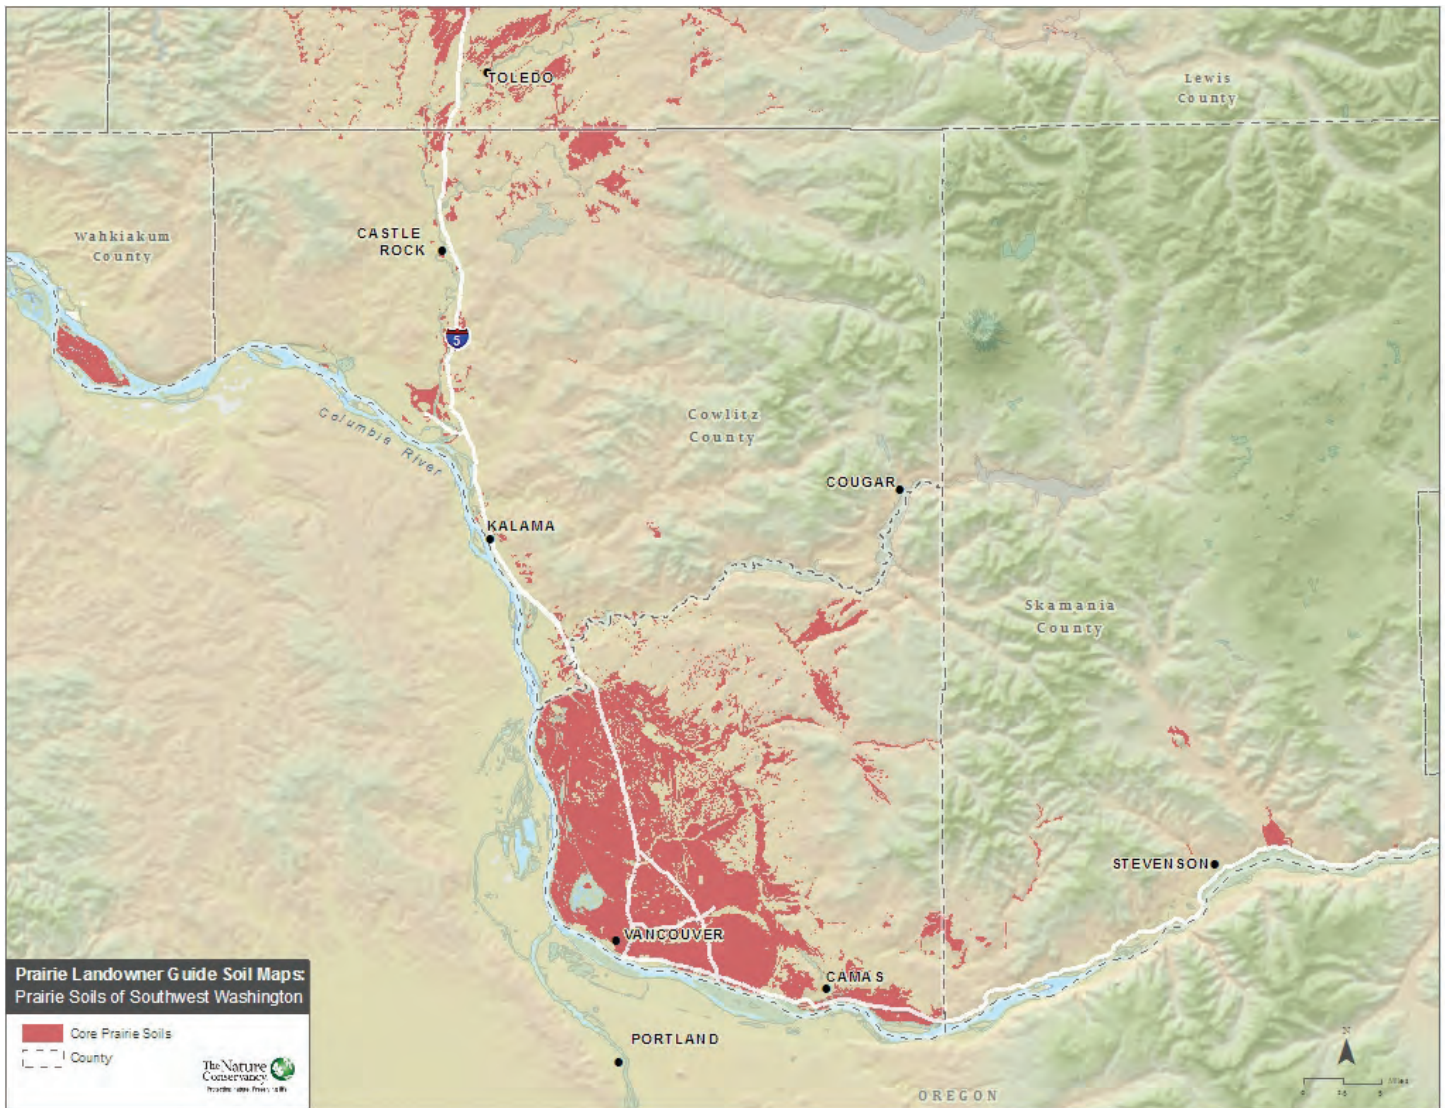 TOLEDO
Lewis
County
Wahkiakum
County
CASTLE
ROCK
5
Columbia River
Cowlitz
County
COUGAR
KALAMA
Skamania
County
STEVENSON
VANCOUVER
CAMAS
PORTLAND
OREGON
Prairie Landowner Guide Soil Maps:
Prairie Soils of Southwest Washington
Core Prairie Soils
County
The Nature
Conservancy
N
Miles